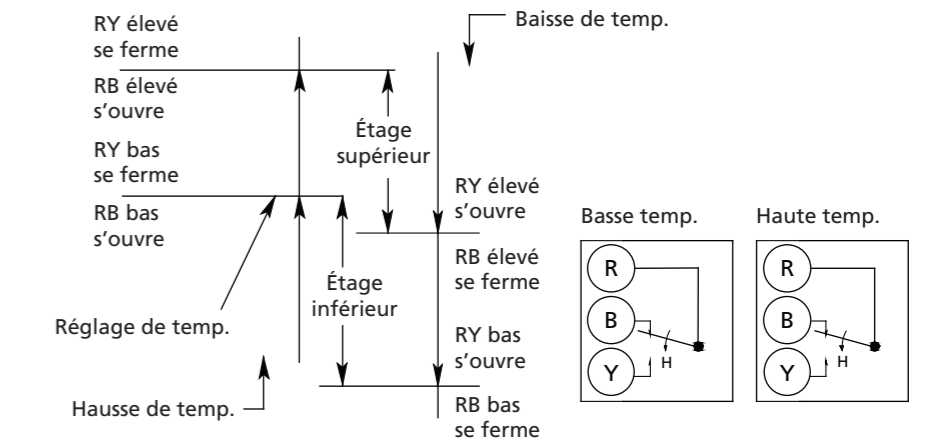 RY élevé
se ferme
RB élevé
s’ouvre
RY bas
se ferme
RB bas
s’ouvre
Réglage de temp.
Hausse de temp.
Baisse de temp.
Étage
supérieur
Étage
inférieur
RY élevé
s’ouvre
RB élevé
se ferme
RY bas
s’ouvre
RB bas
se ferme
Basse temp.
R
B
Y
H
Haute temp.
R
B
Y
H